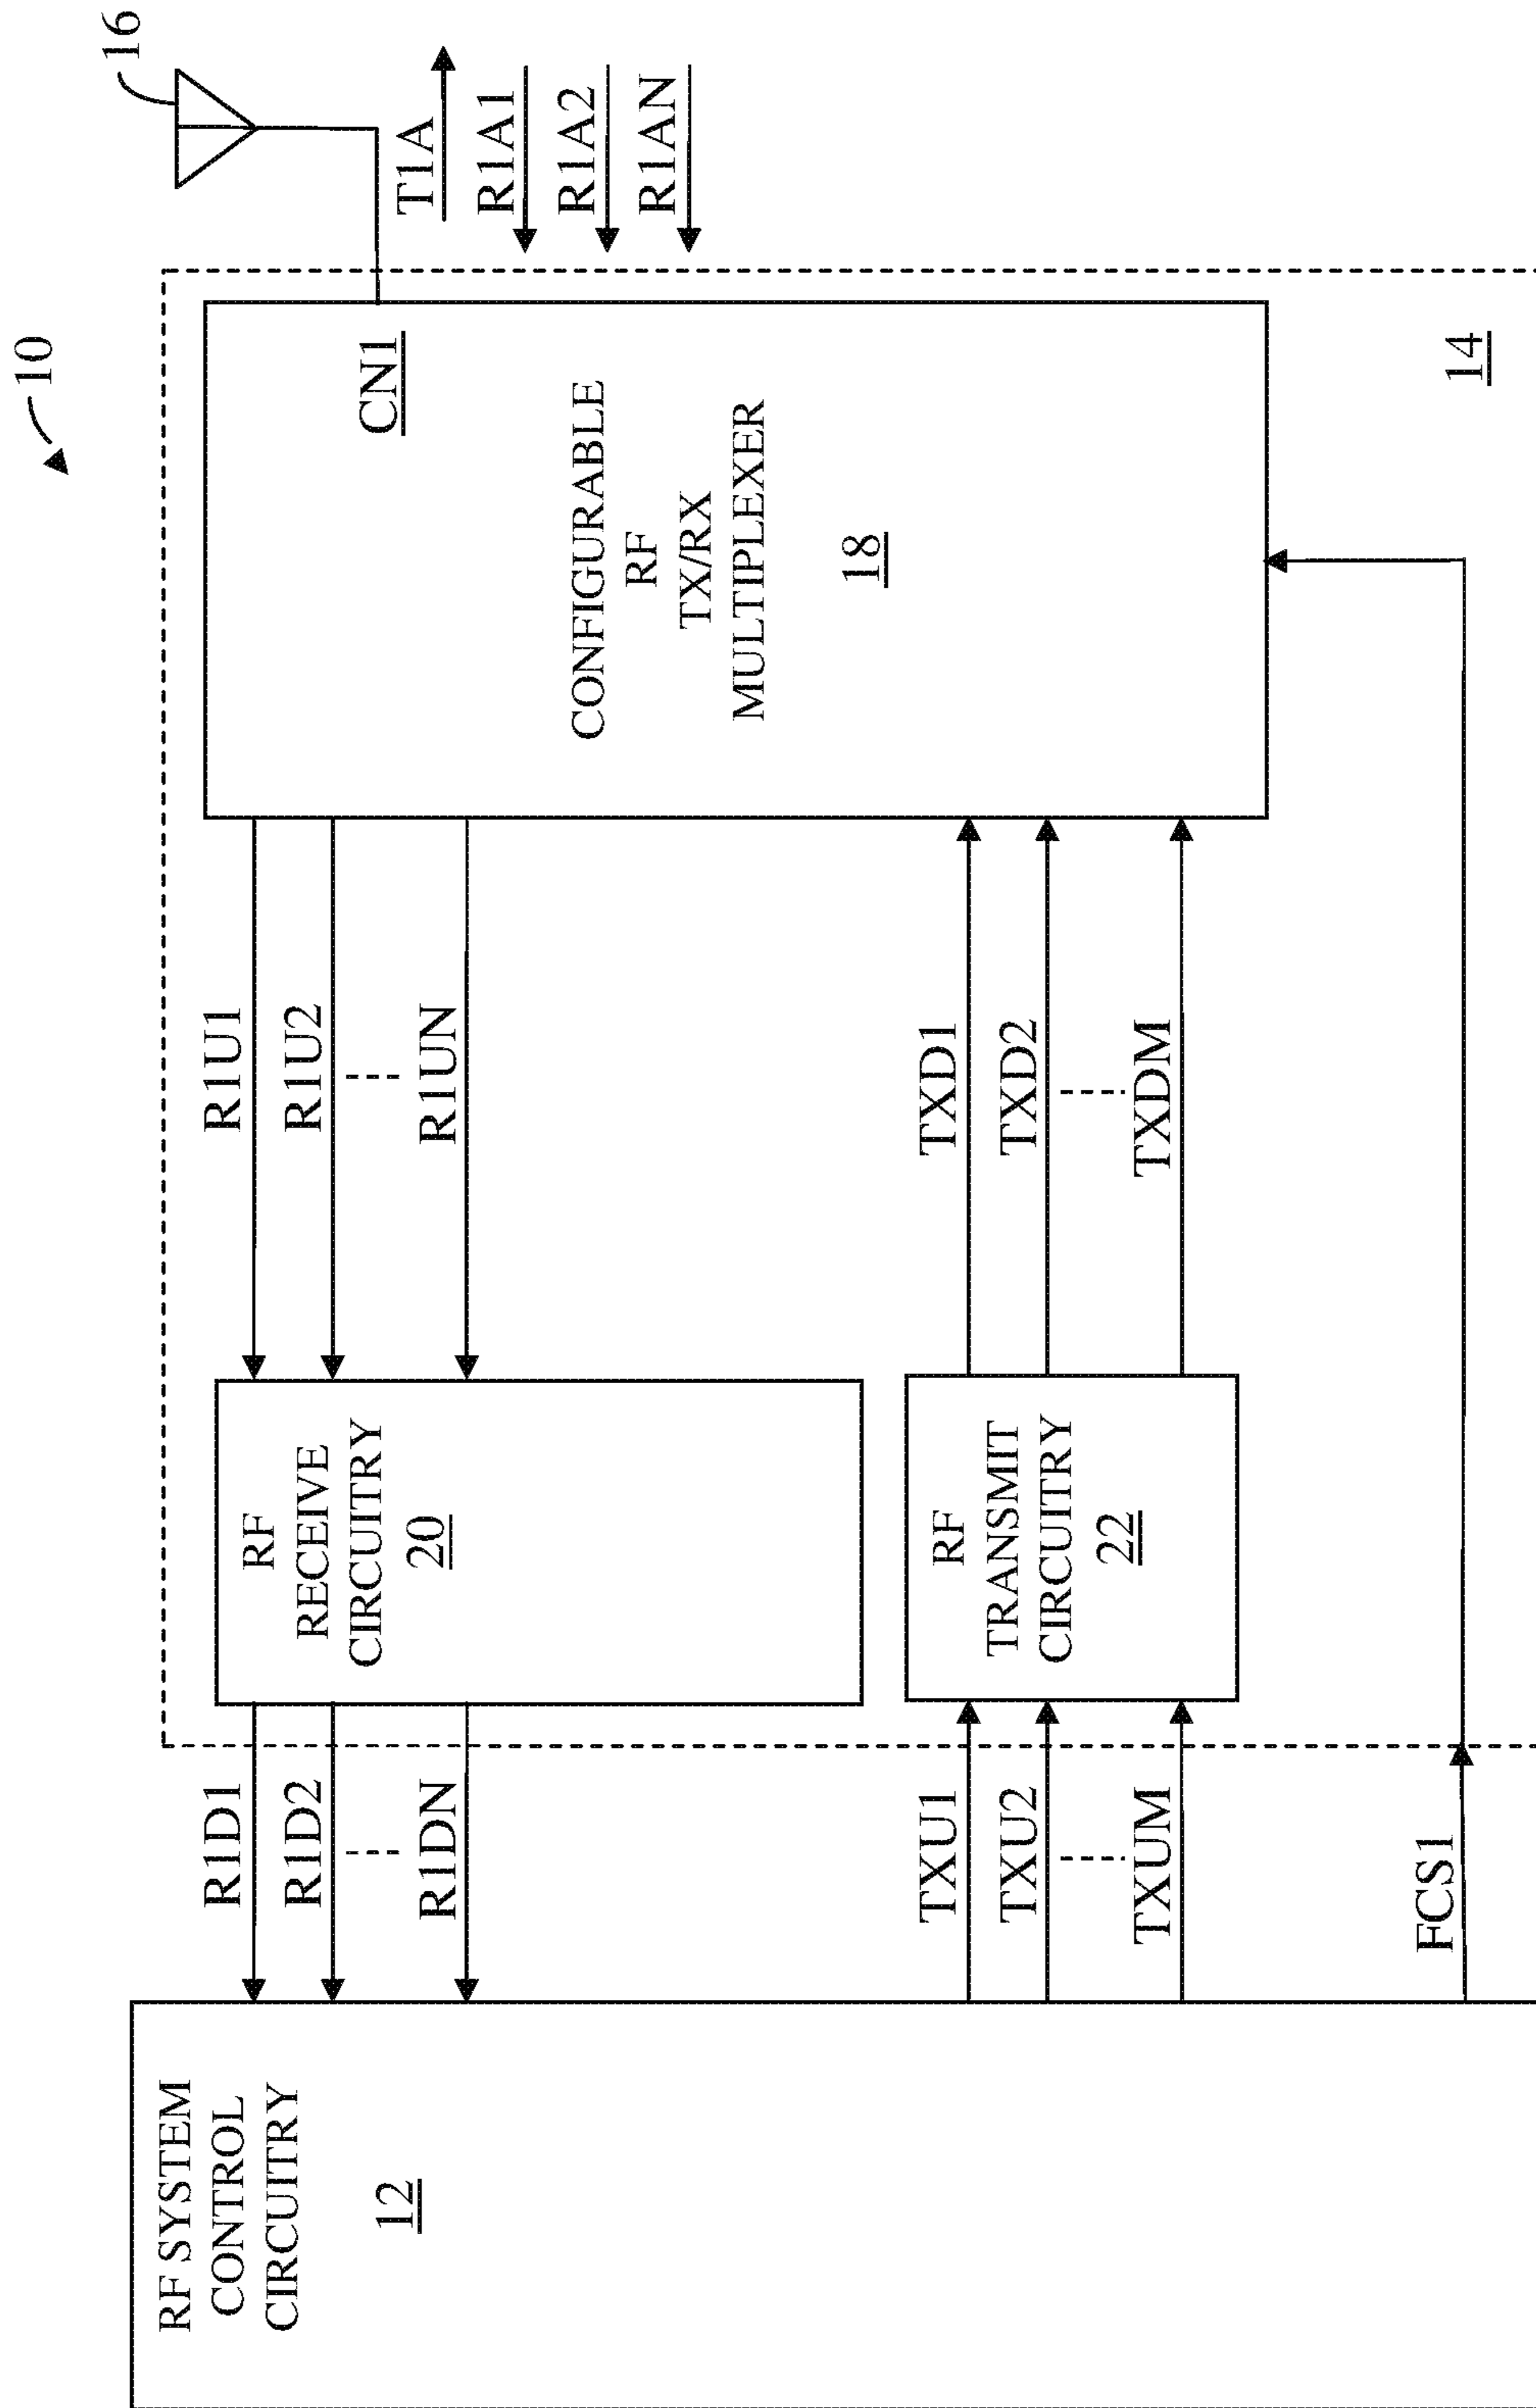 10
16
RF SYSTEM
CONTROL
CIRCUITRY
12
R1D1
R1D2
R1DN
TXU1
TXU2
TXUM
FCS1
RF
RECEIVE
CIRCUITRY
20
RF
TRANSMIT
CIRCUITRY
22
R1U1
R1U2
R1UN
TXD1
TXD2
TXDM
CN1
CONFIGURABLE
RF
TX/RX
MULTIPLEXER
18
14
T1A
R1A1
R1A2
R1AN